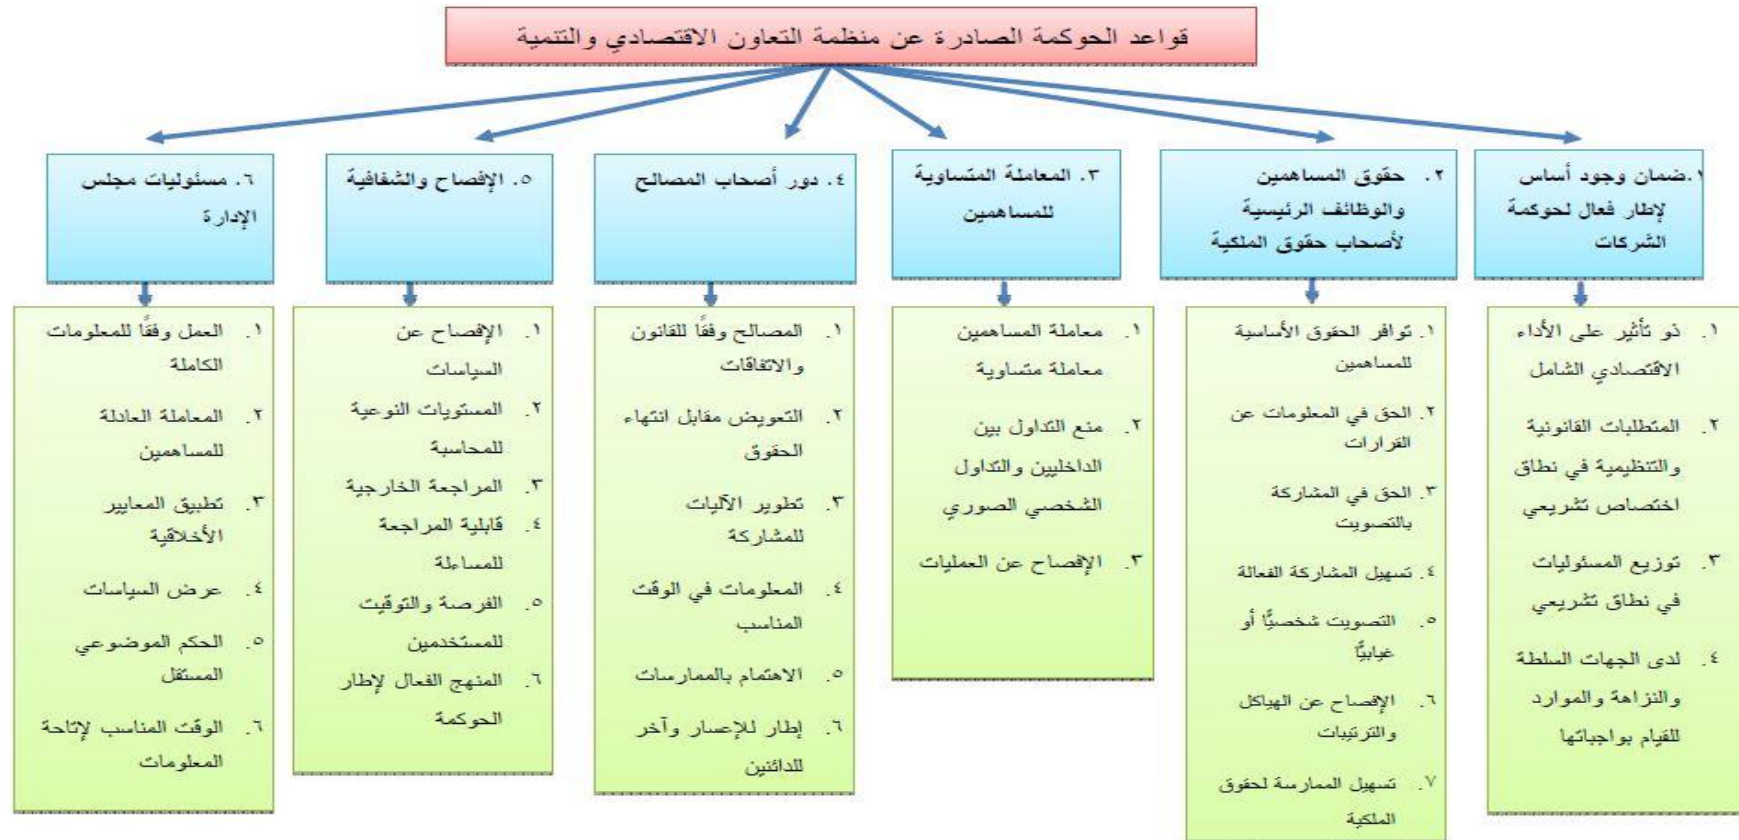 قواعد الحوكمة الصادرة عن منظمة التعاون الاقتصادي والتنمية
١.ضمان وجود أساس
لإطار فعال لحوكمة
الشركات
٢. حقوق المساهمين
والوظائف الرئيسية
لأصحاب حقوق الملكية
٣. المعاملة المتساوية
للمساهمين
٤. دور أصحاب المصالح
٥. الإفصاح والشفافية
٦. مسئوليات مجلس
الإدارة
١. ذو تأثير على الأداء
الاقتصادي الشامل
٢. المتطلبات القانونية
والتنظيمية في نطاق
اختصاص تشريعي
٣. توزيع المسئوليات
في نطاق تشريعي
٤. لدى الجهات السلطة
والنزاهة والموارد
للقيام بواجباتها
١. توافر الحقوق الأساسية
للمساهمين
٢. الحق في المعلومات عن
القرارات
٣. الحق في المشاركة
بالتصويت
٤. تسهيل المشاركة الفعالة
٥. التصويت شخصيًّا أو
غيابيًّا
٦. الإفصاح عن الهياكل
والترتيبات
٧. تسهيل الممارسة لحقوق
الملكية
١. معاملة المساهمين
معاملة متساوية
٢. منع التداول بين
الداخليين والتداول
الشخصي الصوري
٣. الإفصاح عن العمليات
١. المصالح وفقًا للقانون
والاتفاقات
٢. التعويض مقابل انتهاء
الحقوق
٣. تطوير الآليات
للمشاركة
٤. المعلومات في الوقت
المناسب
٥. الاهتمام بالممارسات
٦. إطار للإعسار وآخر
للدائنين
١. الإفصاح عن
السياسات
٢. المستويات النوعية
للمحاسبة
٣. المراجعة الخارجية
٤. قابلية المراجعة
للمساءلة
٥. الفرصة والتوقيت
للمستخدمين
٦. المنهج الفعال لإطار
الحوكمة
١. العمل وفقًا للمعلومات
الكاملة
٢. المعاملة العادلة
للمساهمين
٣. تطبيق المعايير
الأخلاقية
٤. عرض السياسات
٥. الحكم الموضوعي
المستقل
٦. الوقت المناسب لإتاحة
المعلومات